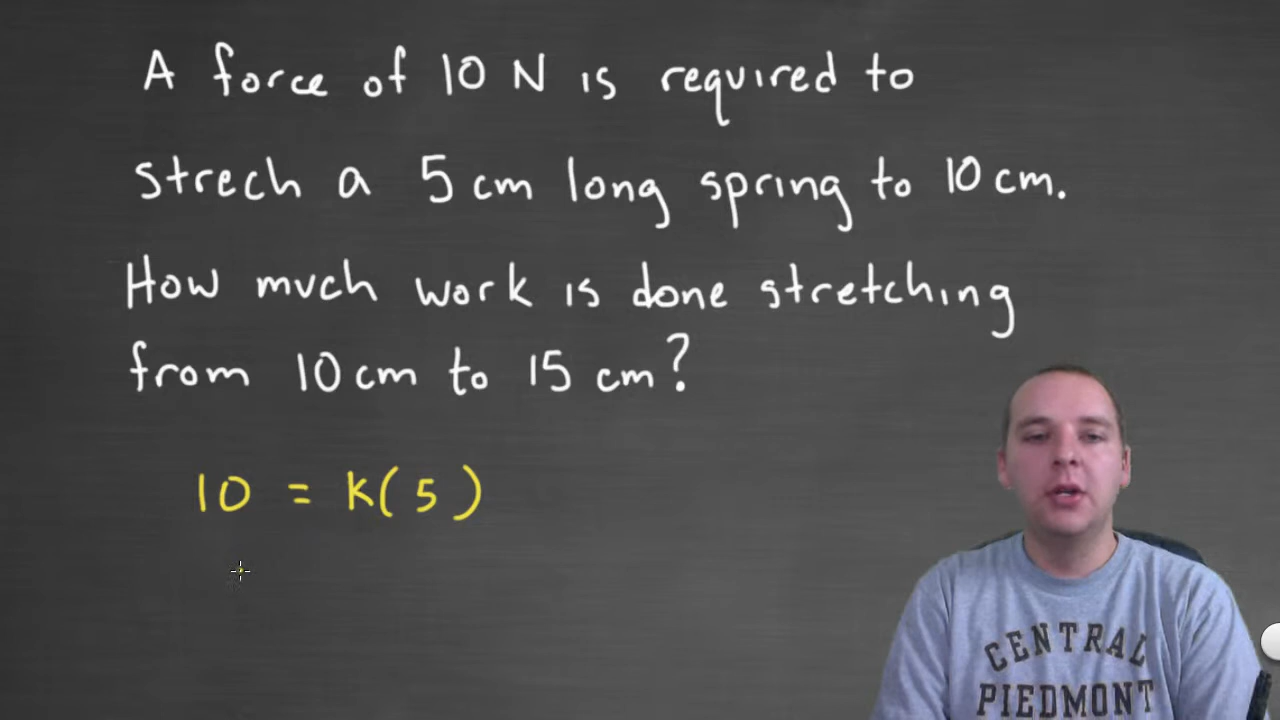 A force of 10 N is required to
strech a 5 cm long spring to 10 cm.
How much work is done stretching
from 10 cm to 15 cm?
10 = k(5)
CENTRAL
PIEDMONT